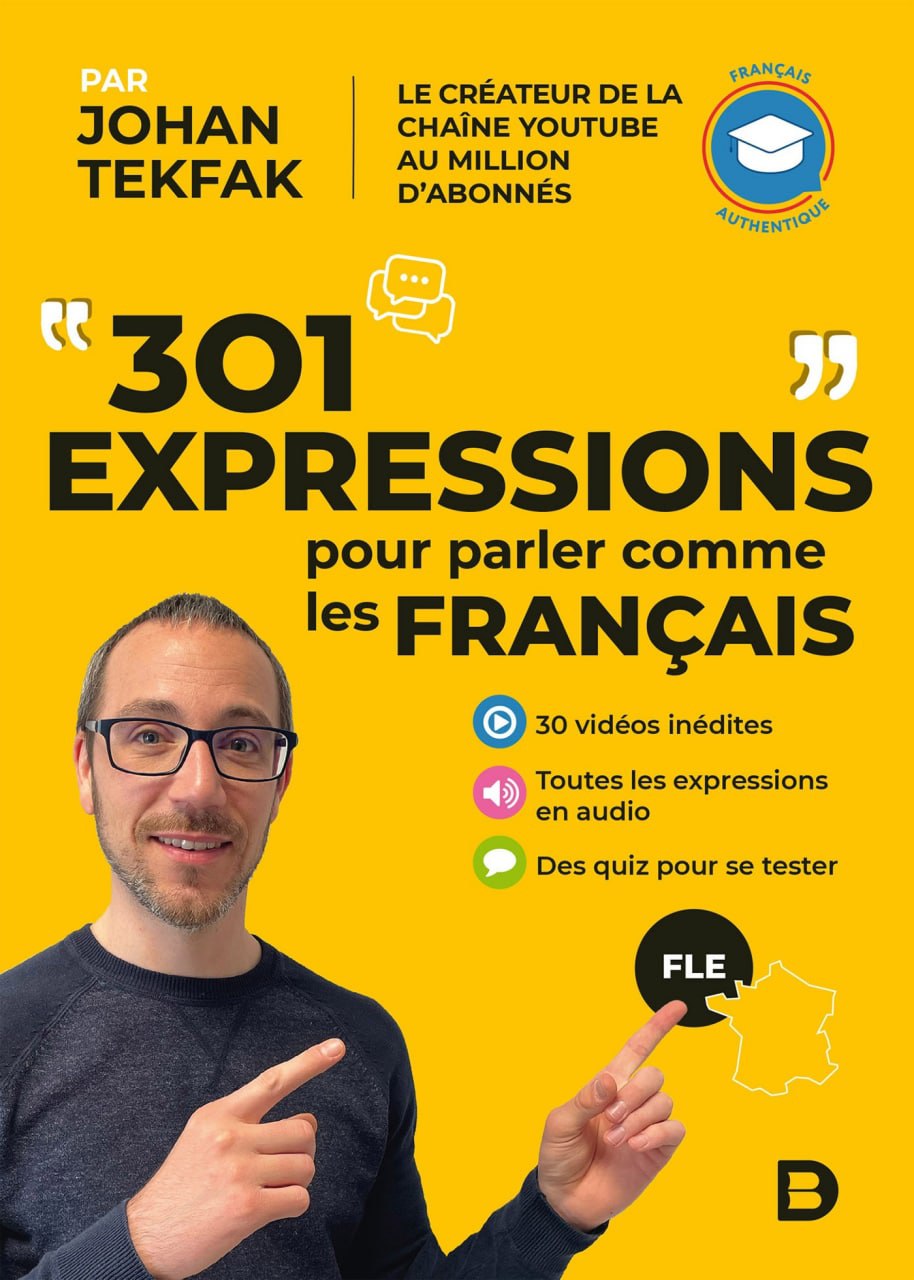 PAR
JOHAN
TEKFAK
LE CRÉATEUR DE LA
CHAÎNE YOUTUBE
AU MILLION
D’ABONNÉS
FRANÇAIS
AUTHENTIQUE
“301 ”
EXPRESSIONS
pour parler comme
les FRANÇAIS
30 vidéos inédites
Toutes les expressions
en audio
Des quiz pour se tester
FLE
B